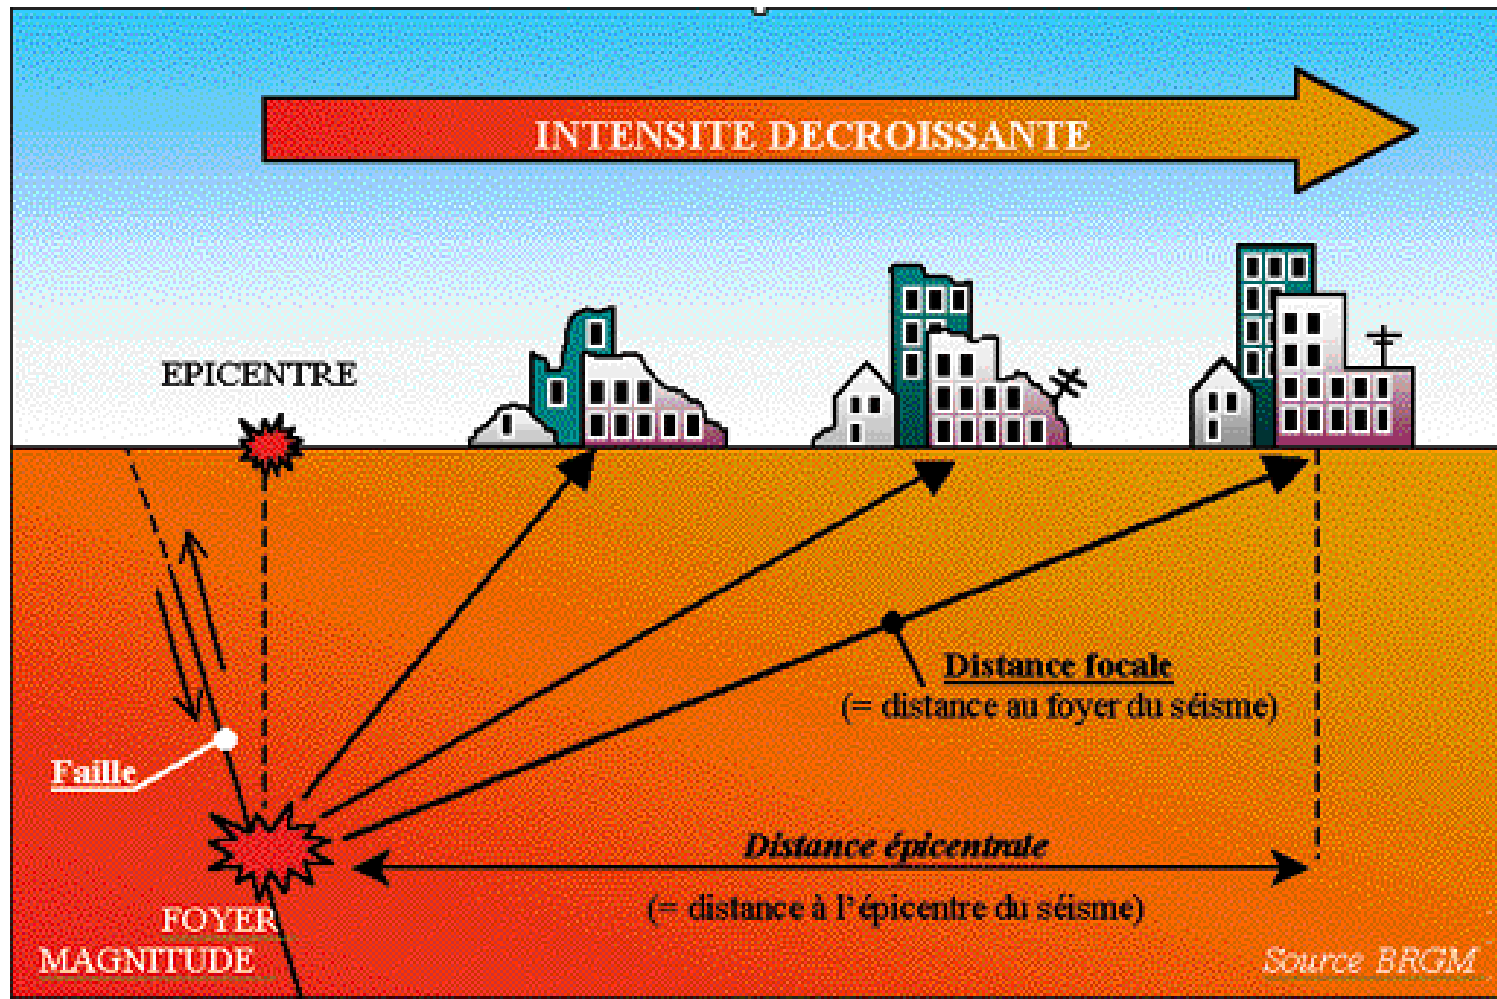 INTENSITE DECROISSANTE
EPICENTRE
Distance focale
(= distance au foyer du séisme)
Faille
Distance épicentrale
(= distance à l'épicentre du séisme)
FOYER
MAGNITUDE
Source BRGM